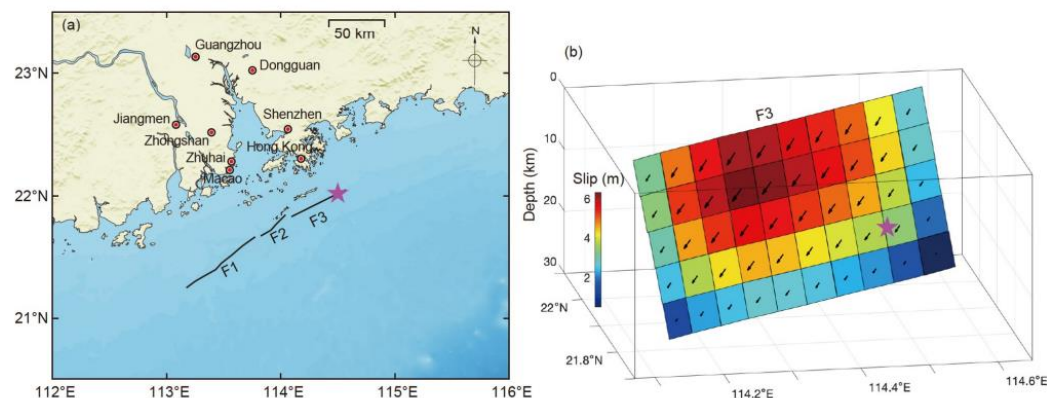 (a)
50 km
N
Guangzhou
Dongguan
Jiangmen
Zhongshan
Shenzhen
Zhuhai
Hong Kong
Macao
F1
F2
F3
23°N
22°N
21°N
112°E
113°E
114°E
115°E
116°E
(b)
F3
0
10
20
30
Depth (km)
Slip (m)
6
4
2
22°N
21.8°N
114.2°E
114.4°E
114.6°E